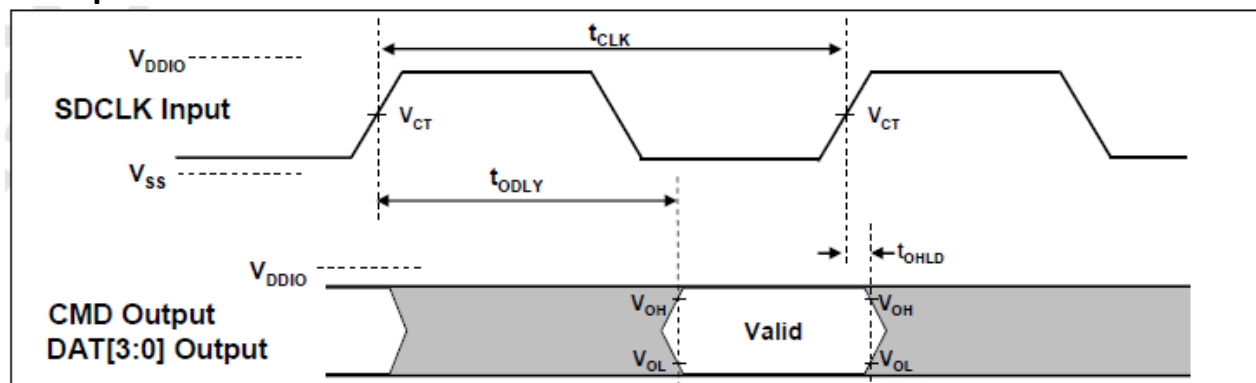 tCLK
VDDIO
SDCLK Input
VCT
VCT
VSS
tODLY
tOHLD
VDDIO
CMD Output
DAT[3:0] Output
VOH
Valid
VOH
VOL
VOL